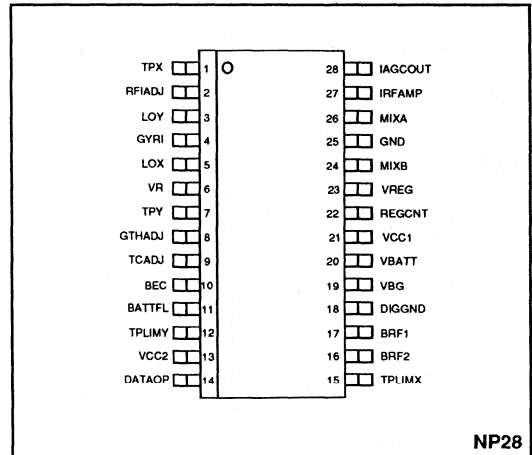 TPX 1 28 IAGCOUT
RFIADJ 2 27 IRFAMP
LOY 3 26 MIXA
GYRI 4 25 GND
LOX 5 24 MIXB
VR 6 23 VREG
TPY 7 22 REGCNT
GTHADJ 8 21 VCC1
TCADJ 9 20 VBATT
BEC 10 19 VBG
BATTFL 11 18 DIGGND
TPLIMY 12 17 BRF1
VCC2 13 16 BRF2
DATAOP 14 15 TPLIMX
NP28